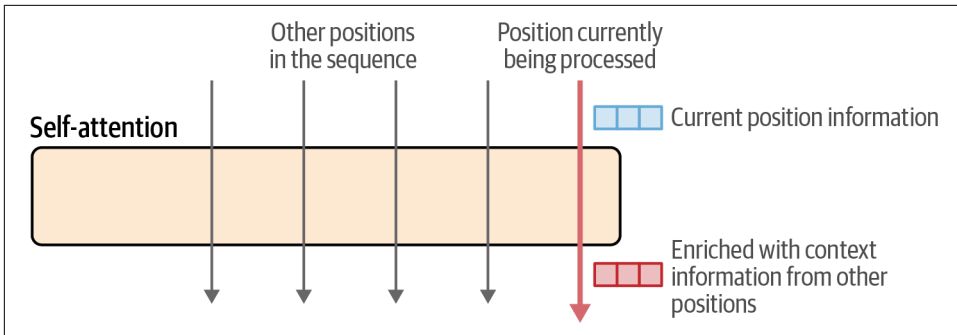 Other positions
in the sequence
Position currently
being processed
Self-attention
Current position information
Enriched with context
information from other
positions